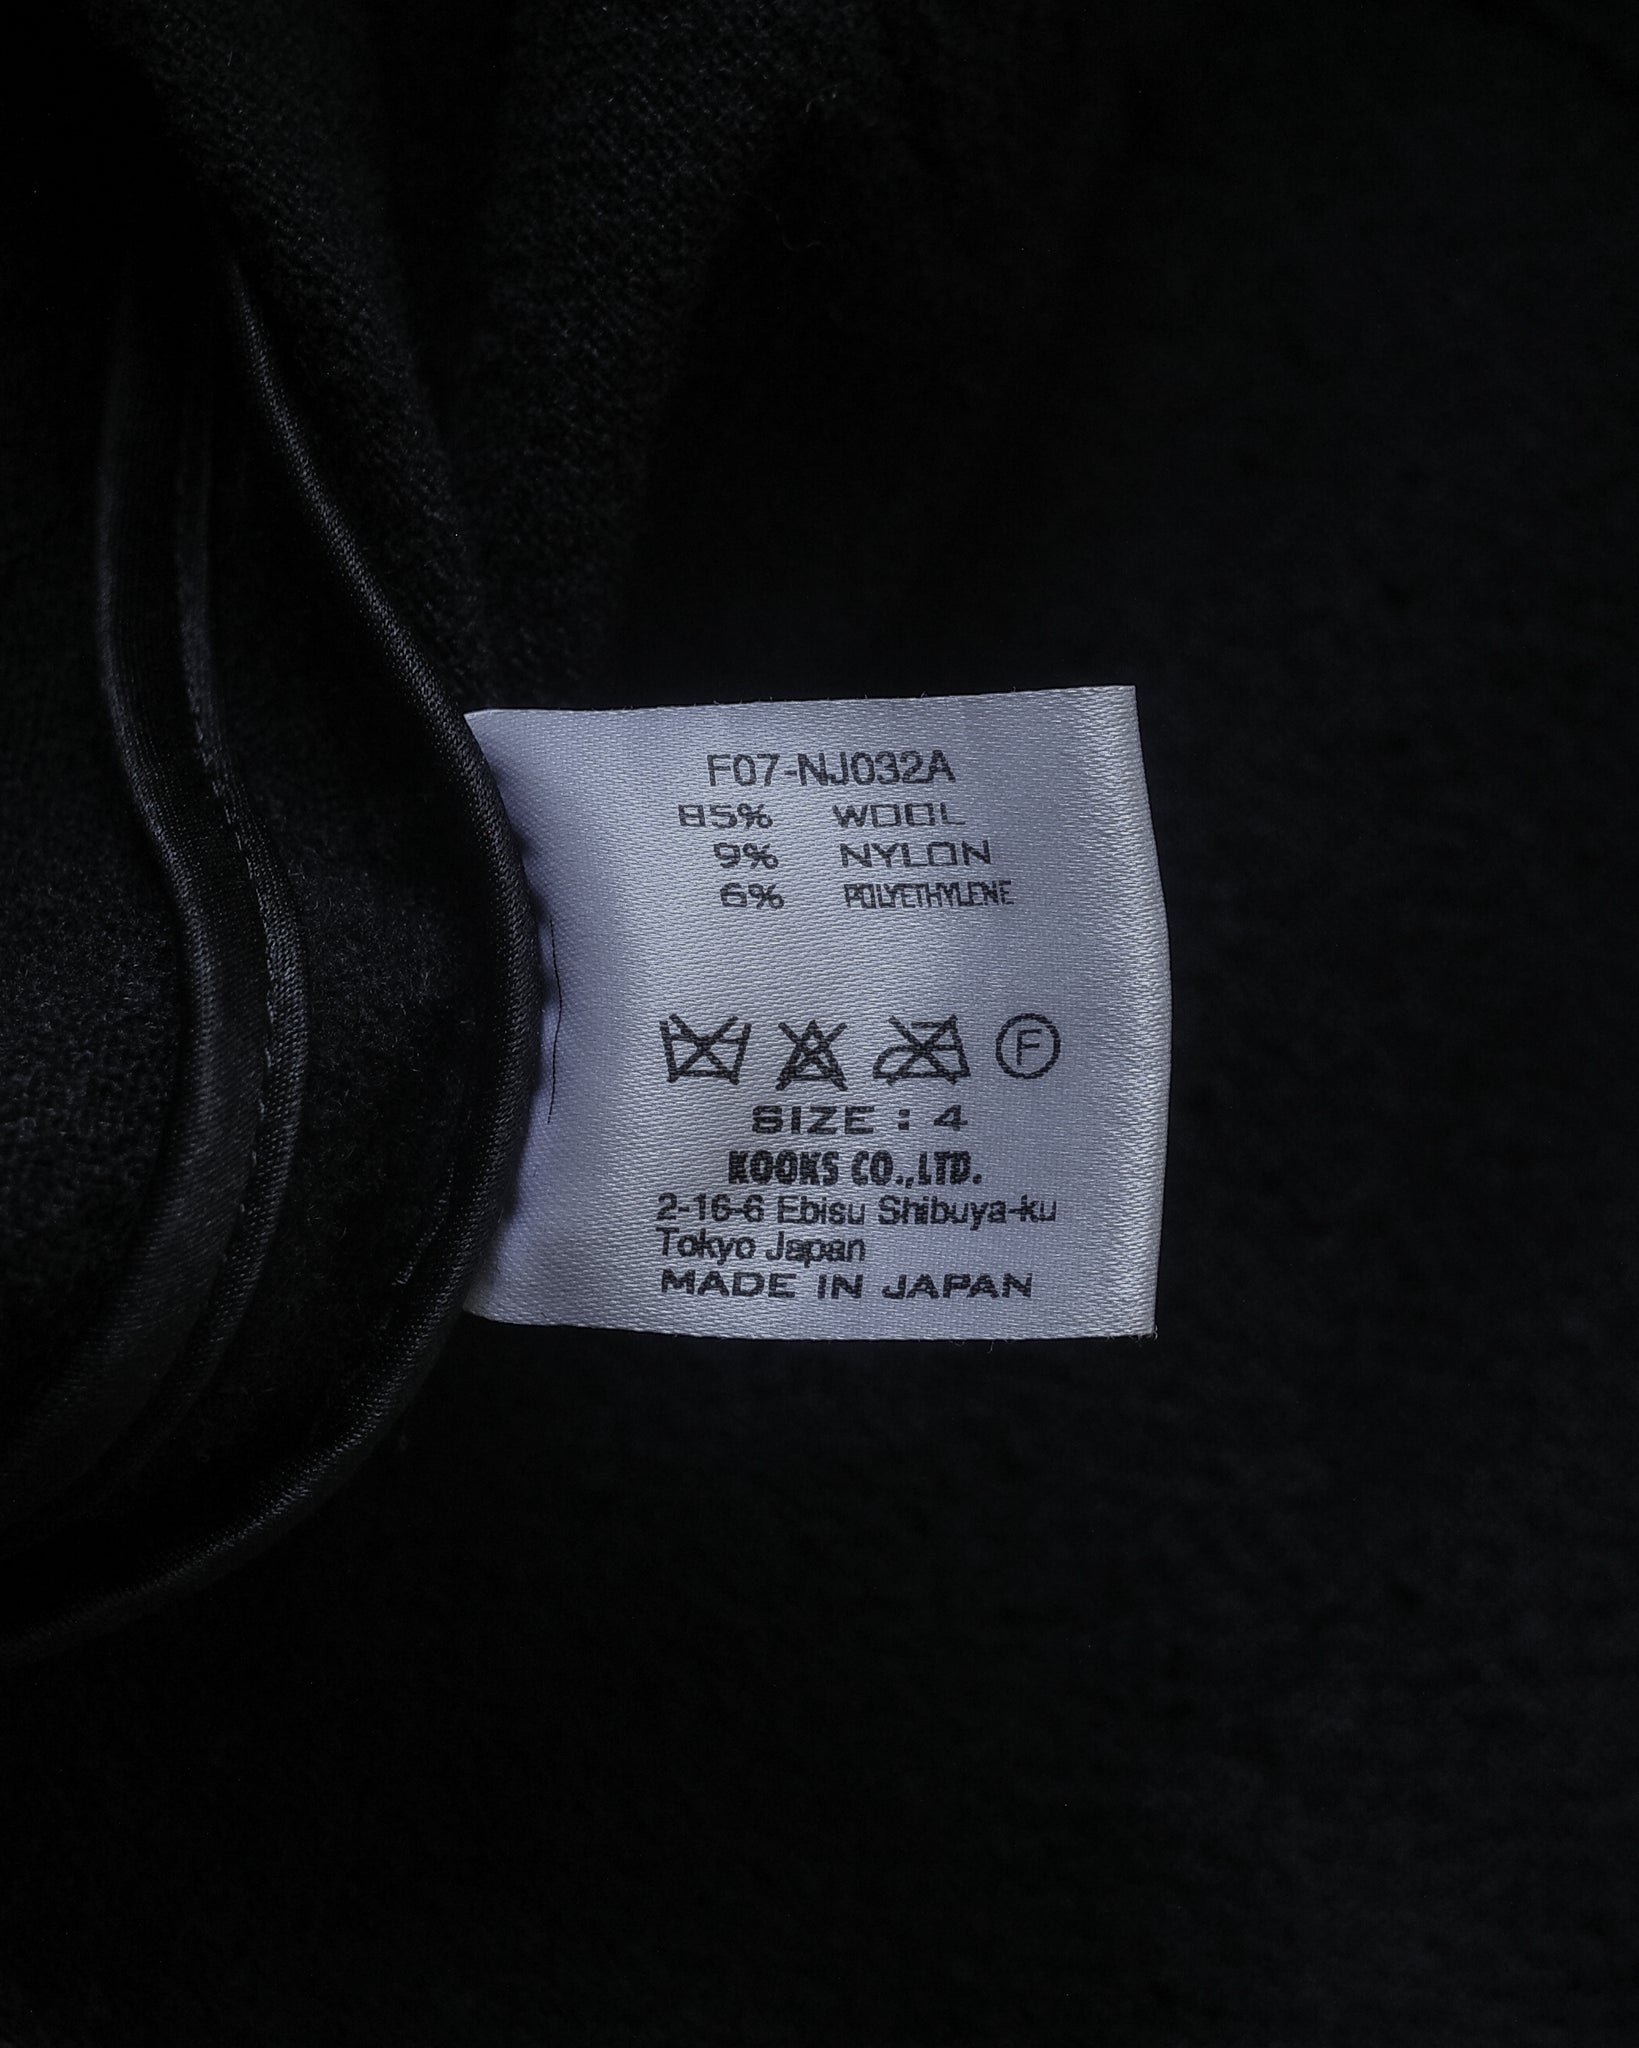 F07-NJ032A
85% WOOL
9% NYLON
6% POLYETHYLENE
F
SIZE : 4
KOOKS CO.,LTD.
2-16-6 Ebisu Shibuya-ku
Tokyo Japan
MADE IN JAPAN